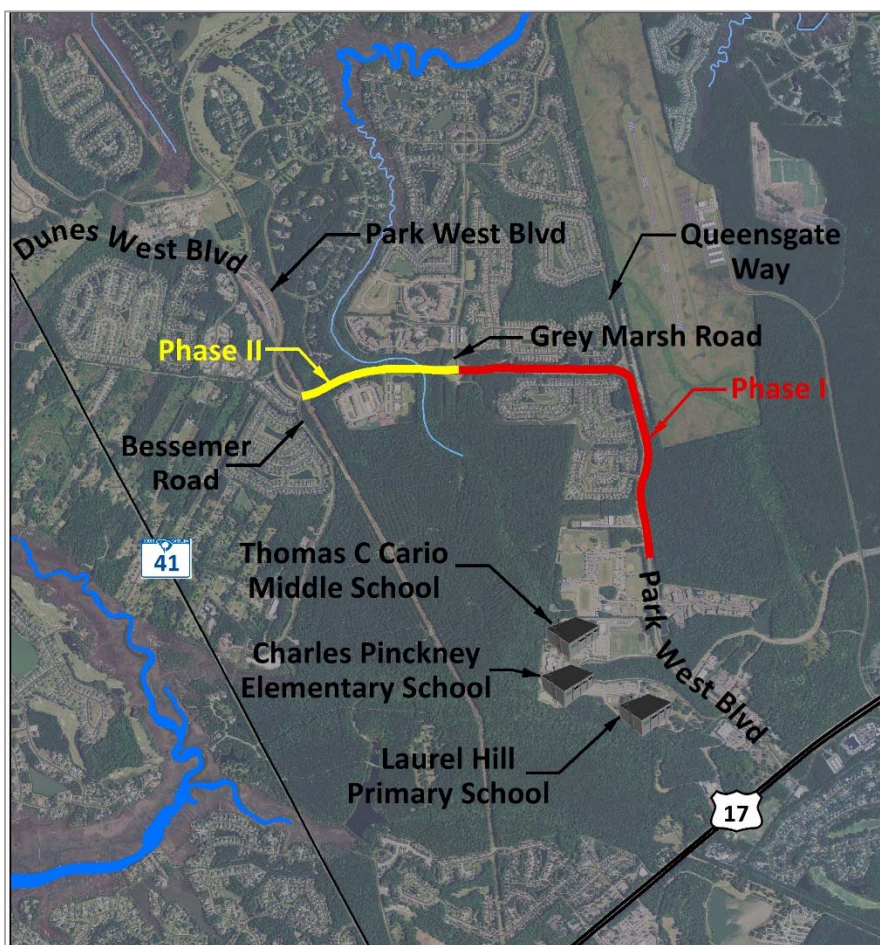 Dunes West Blvd
Park West Blvd
Queensgate
Way
Grey Marsh Road
Phase II
Phase I
Bessemer
Road
41
Thomas C Cario
Middle School
Charles Pinckney
Elementary School
Laurel Hill
Primary School
Park West Blvd
17